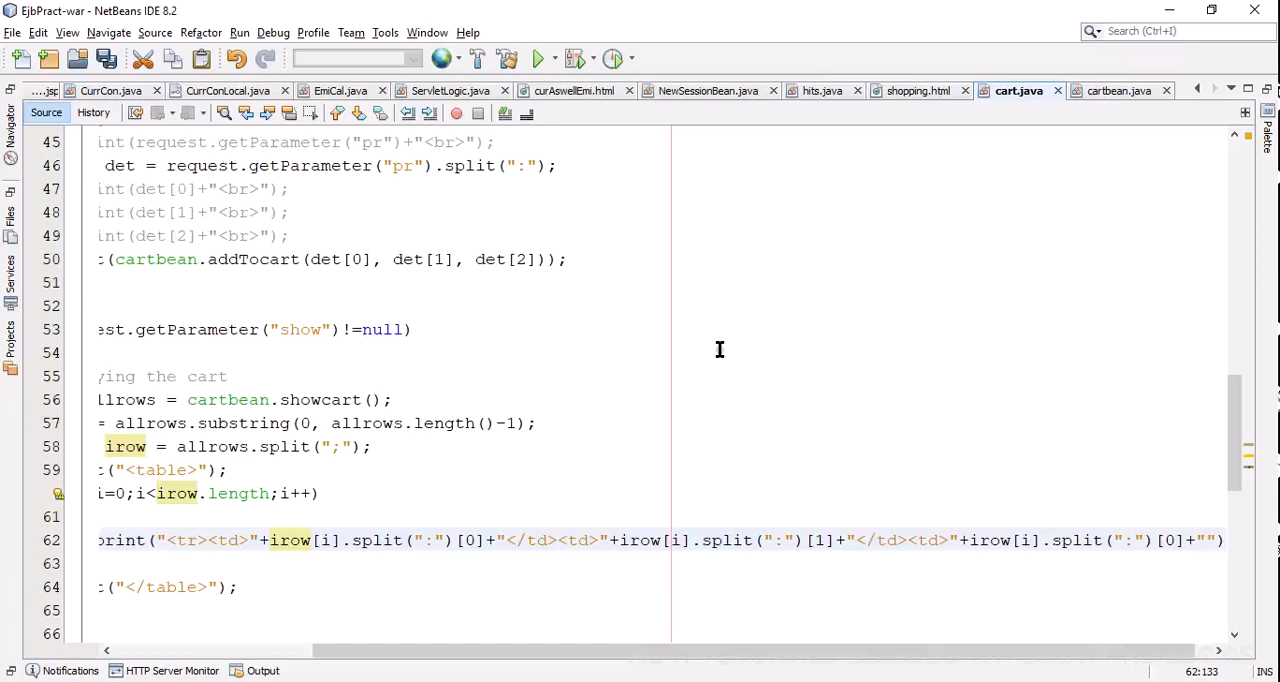 EjbPract-war - NetBeans IDE 8.2
File Edit View Navigate Source Refactor Run Debug Profile Team Tools Window Help
Search (Ctrl+I)
....jsp CurrCon.java CurrConLocal.java EmiCal.java ServletLogic.java curAswellEmi.html NewSessionBean.java hits.java shopping.html cart.java cartbean.java
Source History
Navigator
Files
Services
Projects
Palette
45 int(request.getParameter("pr")+"<br>");
46 det = request.getParameter("pr").split(":");
47 int(det[0]+"<br>");
48 int(det[1]+"<br>");
49 int(det[2]+"<br>");
50 t(cartbean.addTocart(det[0], det[1], det[2]));
51
52
53 est.getParameter("show")!=null)
54
55 ying the cart
56 llrows = cartbean.showcart();
57 = allrows.substring(0, allrows.length()-1);
58 irow = allrows.split(";");
59 t("<table>");
i=0;i<irow.length;i++)
61
62 print("<tr><td>"+irow[i].split(":")[0]+"</td><td>"+irow[i].split(":")[1]+"</td><td>"+irow[i].split(":")[0]+"")
63
64 t("</table>");
65
66
Notifications HTTP Server Monitor Output
62:133 INS